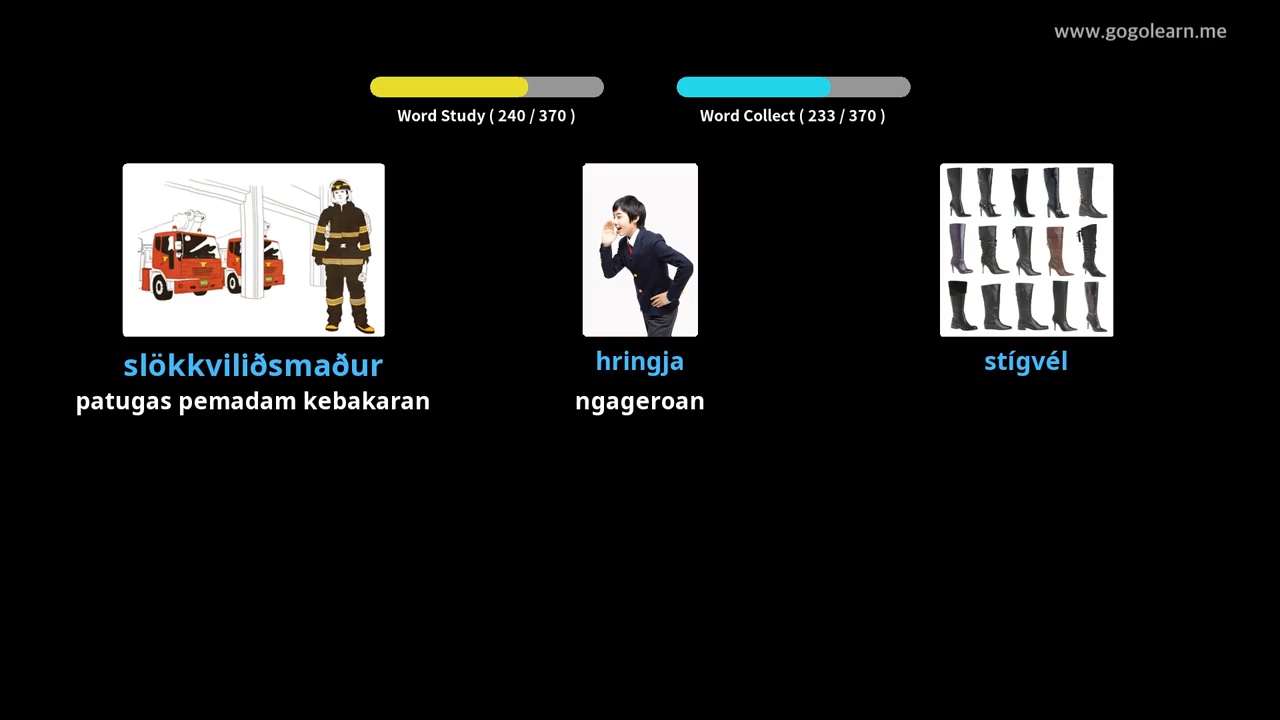 www.gogolearn.me
Word Study ( 240 / 370 )
Word Collect ( 233 / 370 )
slökkviliðsmaður
patugas pemadam kebakaran
hringja
ngageroan
stígvél